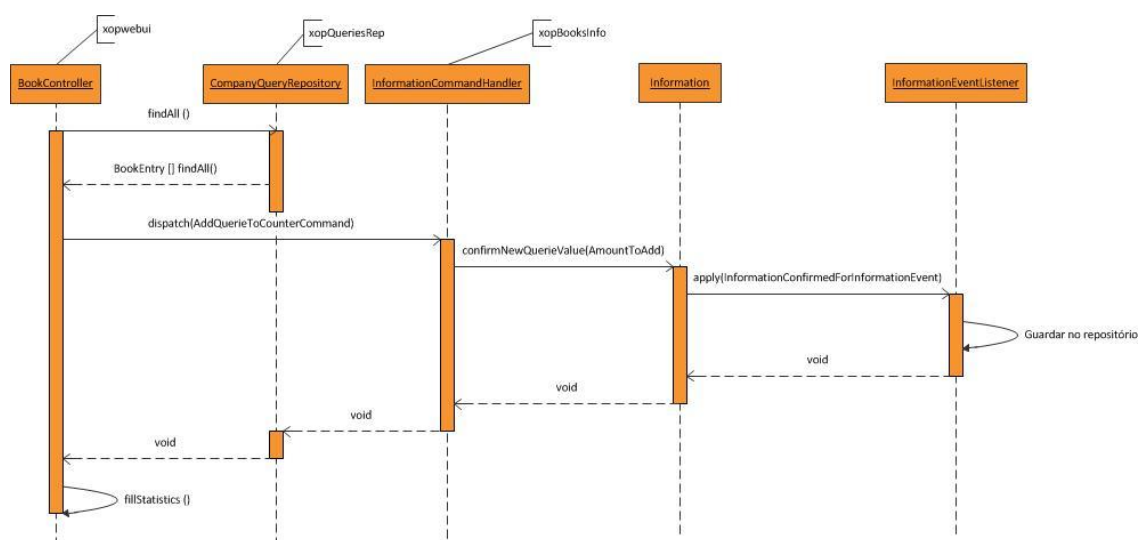 xopwebui
xopQueriesRep
xopBooksInfo
BookController
CompanyQueryRepository
InformationCommandHandler
Information
InformationEventListener
findAll ()
BookEntry [] findAll()
dispatch(AddQuerieToCounterCommand)
confirmNewQuerieValue(AmountToAdd)
apply(InformationConfirmedForInformationEvent)
Guardar no repositório
void
void
void
void
fillStatistics ()